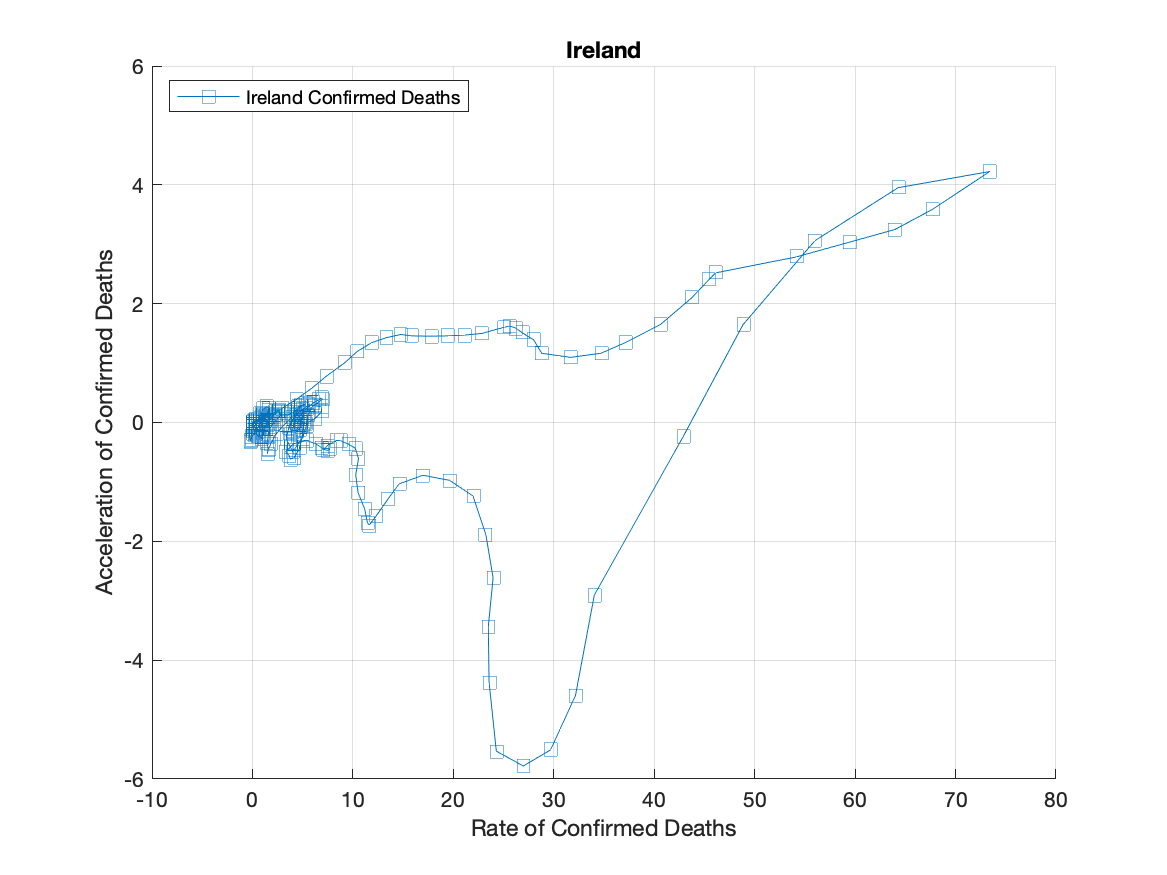 Ireland
Ireland Confirmed Deaths
6
4
2
0
-2
-4
-6
Acceleration of Confirmed Deaths
-10 0 10 20 30 40 50 60 70 80
Rate of Confirmed Deaths